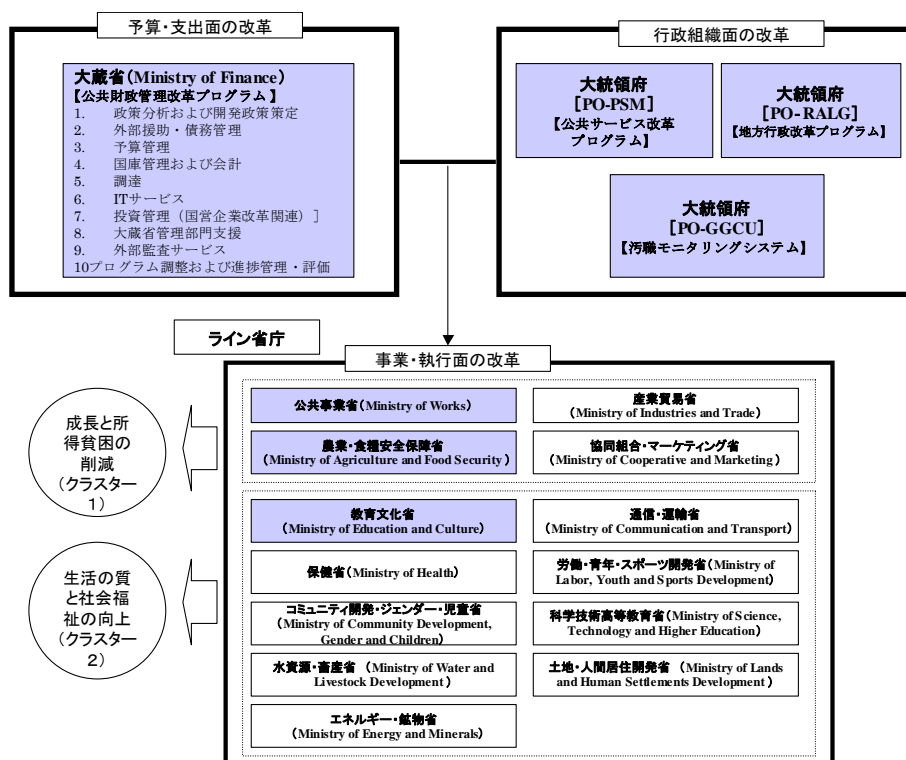 予算・支出面の改革
大蔵省(Ministry of Finance)
【公共財政管理改革プログラム】
1. 政策分析および開発政策策定
2. 外部援助・債務管理
3. 予算管理
4. 国庫管理および会計
5. 調達
6. ITサービス
7. 投資管理（国営企業改革関連）］
8. 大蔵省管理部門支援
9. 外部監査サービス
10プログラム調整および進捗管理・評価
行政組織面の改革
大統領府
[PO-PSM]
【公共サービス改革
プログラム】
大統領府
[PO-RALG]
【地方行政改革プログラム】
大統領府
[PO-GGCU]
【汚職モニタリングシステム】
ライン省庁
事業・執行面の改革
成長と所
得貧困の
削減
(クラスター
１)
公共事業省(Ministry of Works)
産業貿易省
(Ministry of Industries and Trade)
農業・食糧安全保障省
(Ministry of Agriculture and Food Security)
協同組合・マーケティング省
(Ministry of Cooperative and Marketing)
生活の質
と社会福
祉の向上
(クラスター
２)
教育文化省
(Ministry of Education and Culture)
通信・運輸省
(Ministry of Communication and Transport)
保健省(Ministry of Health)
労働・青年・スポーツ開発省(Ministry of
Labor, Youth and Sports Development)
コミュニティ開発・ジェンダー・児童省
(Ministry of Community Development,
Gender and Children)
科学技術高等教育省(Ministry of Science,
Technology and Higher Education)
水資源・畜産省 (Ministry of Water and
Livestock Development)
土地・人間居住開発省 (Ministry of Lands
and Human Settlements Development)
エネルギー・鉱物省
(Ministry of Energy and Minerals)